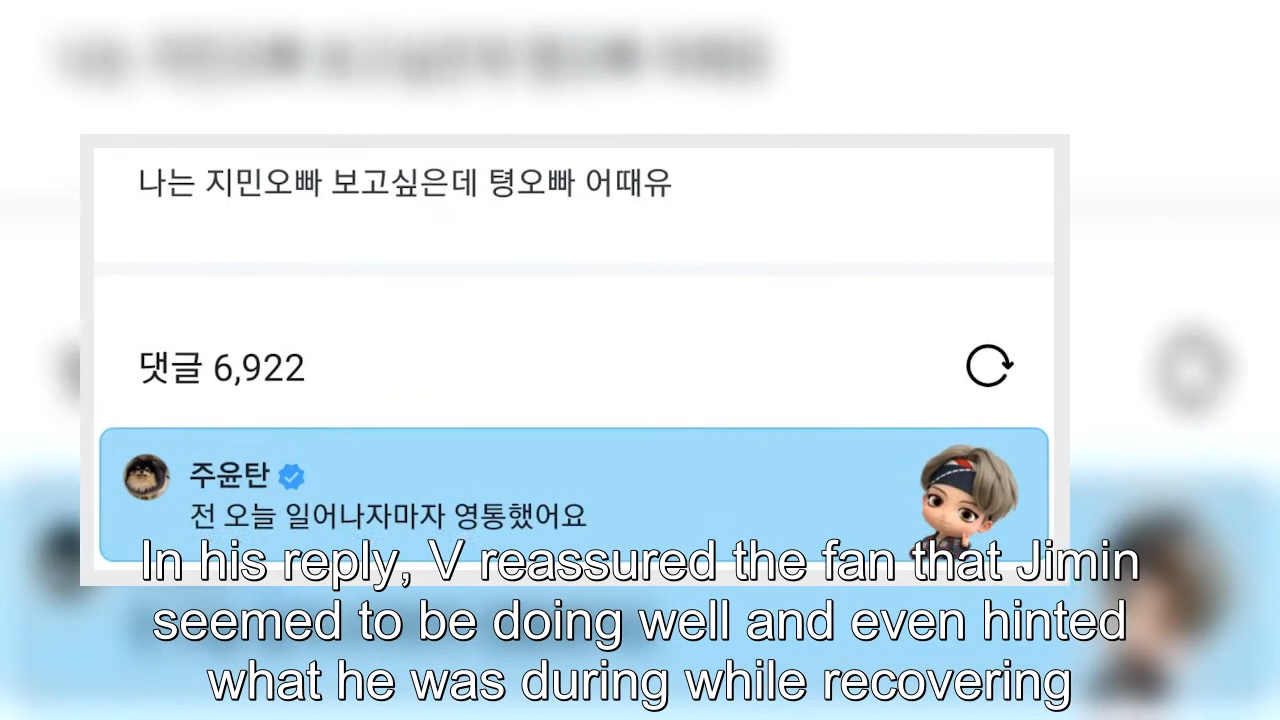 나는 지민오빠 보고싶은데 텽오빠 어때유
댓글 6,922
주윤탄
전 오늘 일어나자마자 영통했어요
In his reply, V reassured the fan that Jimin
seemed to be doing well and even hinted
what he was during while recovering